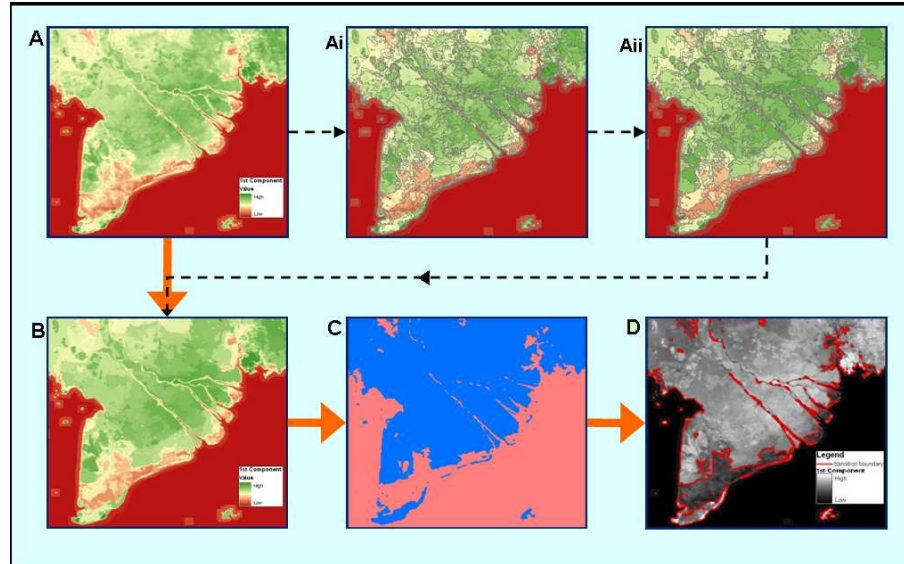 A
Ai
Aii
1st Component
Value
High
Low
B
C
D
1st Component
Value
High
Low
Legend
transition boundary
1st Component
High
Low